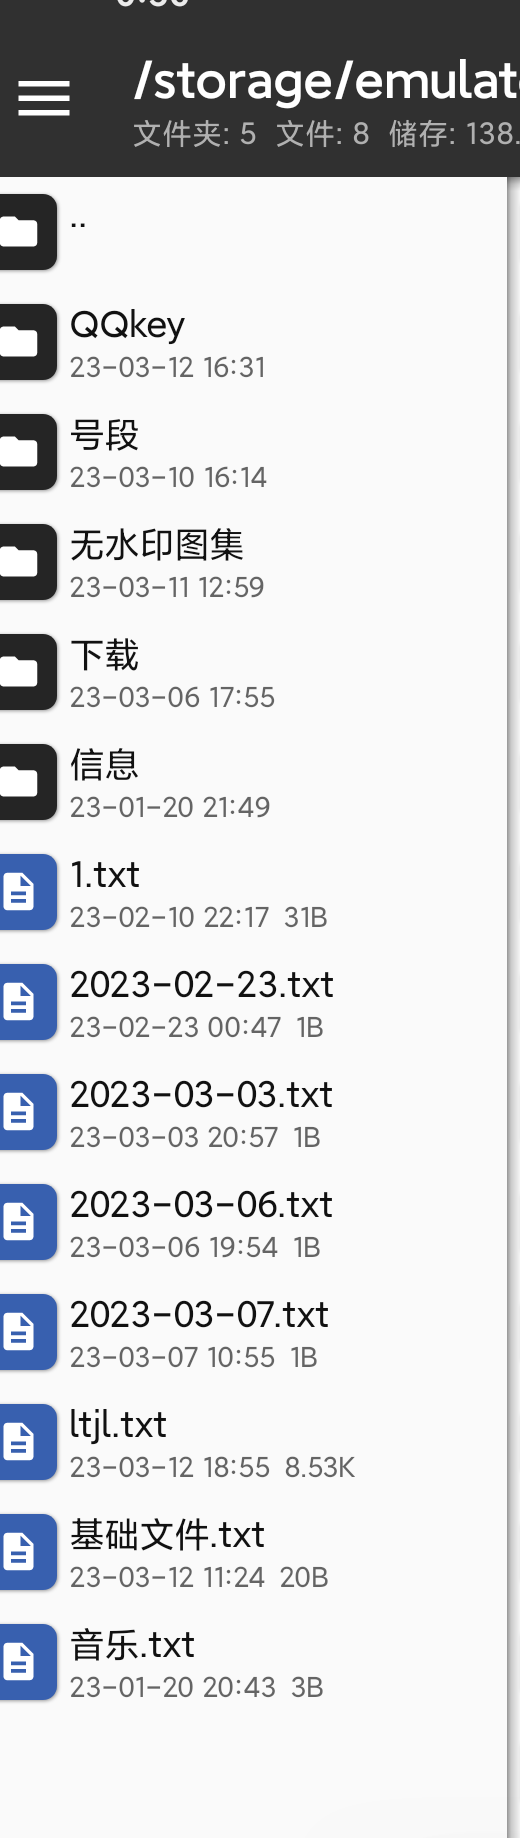 /storage/emulat
文件夹: 5 文件: 8 储存: 138.
..
QQkey
23-03-12 16:31
号段
23-03-10 16:14
无水印图集
23-03-11 12:59
下载
23-03-06 17:55
信息
23-01-20 21:49
1.txt
23-02-10 22:17 31B
2023-02-23.txt
23-02-23 00:47 1B
2023-03-03.txt
23-03-03 20:57 1B
2023-03-06.txt
23-03-06 19:54 1B
2023-03-07.txt
23-03-07 10:55 1B
ltjl.txt
23-03-12 18:55 8.53K
基础文件.txt
23-03-12 11:24 20B
音乐.txt
23-01-20 20:43 3B